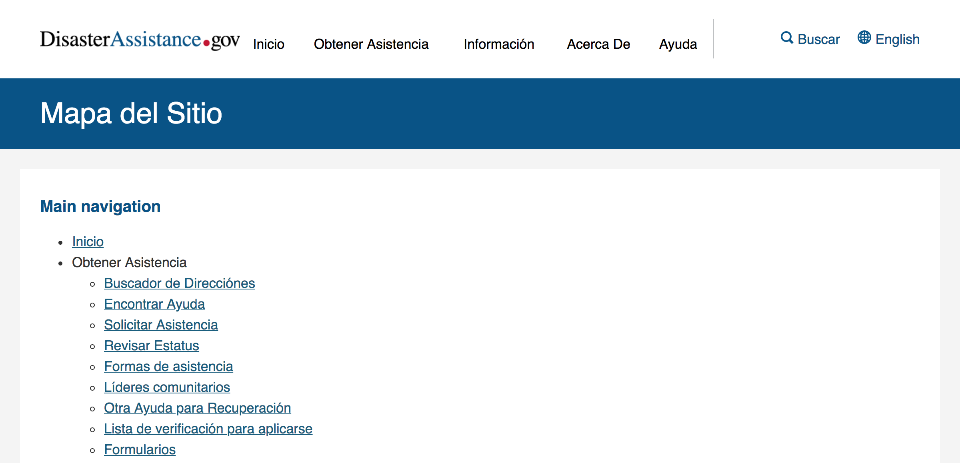 DisasterAssistance.gov Inicio Obtener Asistencia Información Acerca De Ayuda Buscar English
Mapa del Sitio
Main navigation
Inicio
Obtener Asistencia
Buscador de Direcciónes
Encontrar Ayuda
Solicitar Asistencia
Revisar Estatus
Formas de asistencia
Líderes comunitarios
Otra Ayuda para Recuperación
Lista de verificación para aplicarse
Formularios